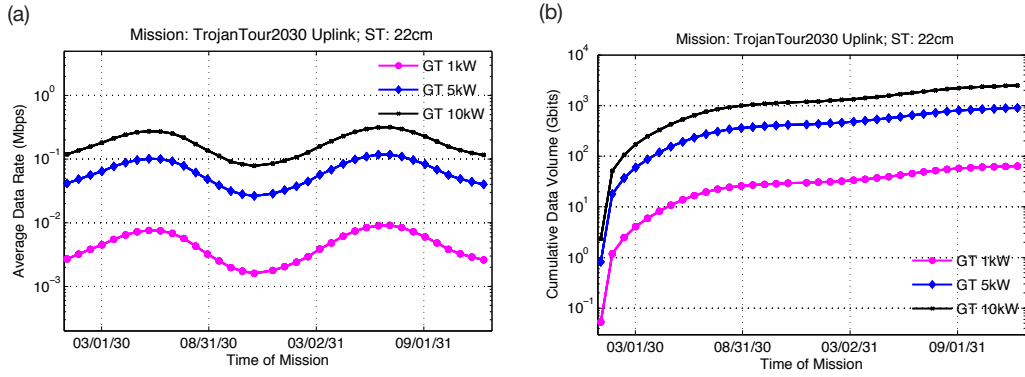 (a)
Mission: TrojanTour2030 Uplink; ST: 22cm
GT 1kW
GT 5kW
GT 10kW
10^0
10^-1
10^-2
10^-3
Average Data Rate (Mbps)
03/01/30 08/31/30 03/02/31 09/01/31
Time of Mission
(b)
Mission: TrojanTour2030 Uplink; ST: 22cm
10^4
10^3
10^2
10^1
10^0
10^-1
Cumulative Data Volume (Gbits)
GT 1kW
GT 5kW
GT 10kW
03/01/30 08/31/30 03/02/31 09/01/31
Time of Mission